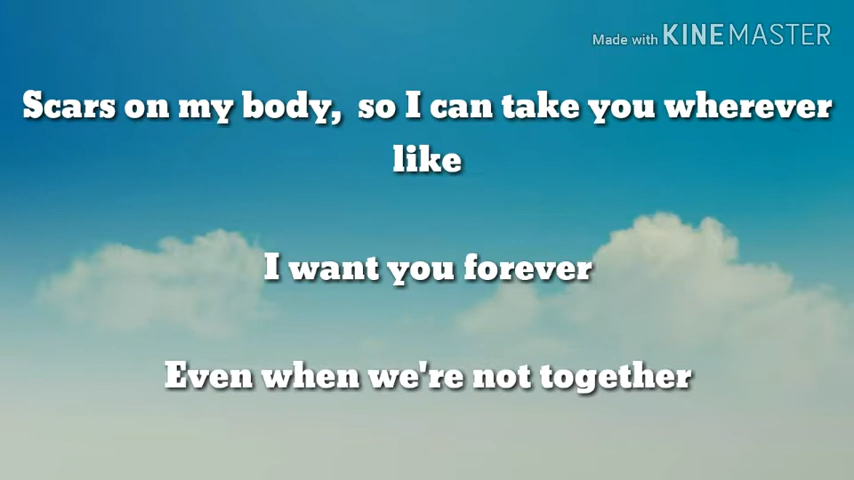 Made with KINEMASTER
Scars on my body, so I can take you wherever
like
I want you forever
Even when we're not together